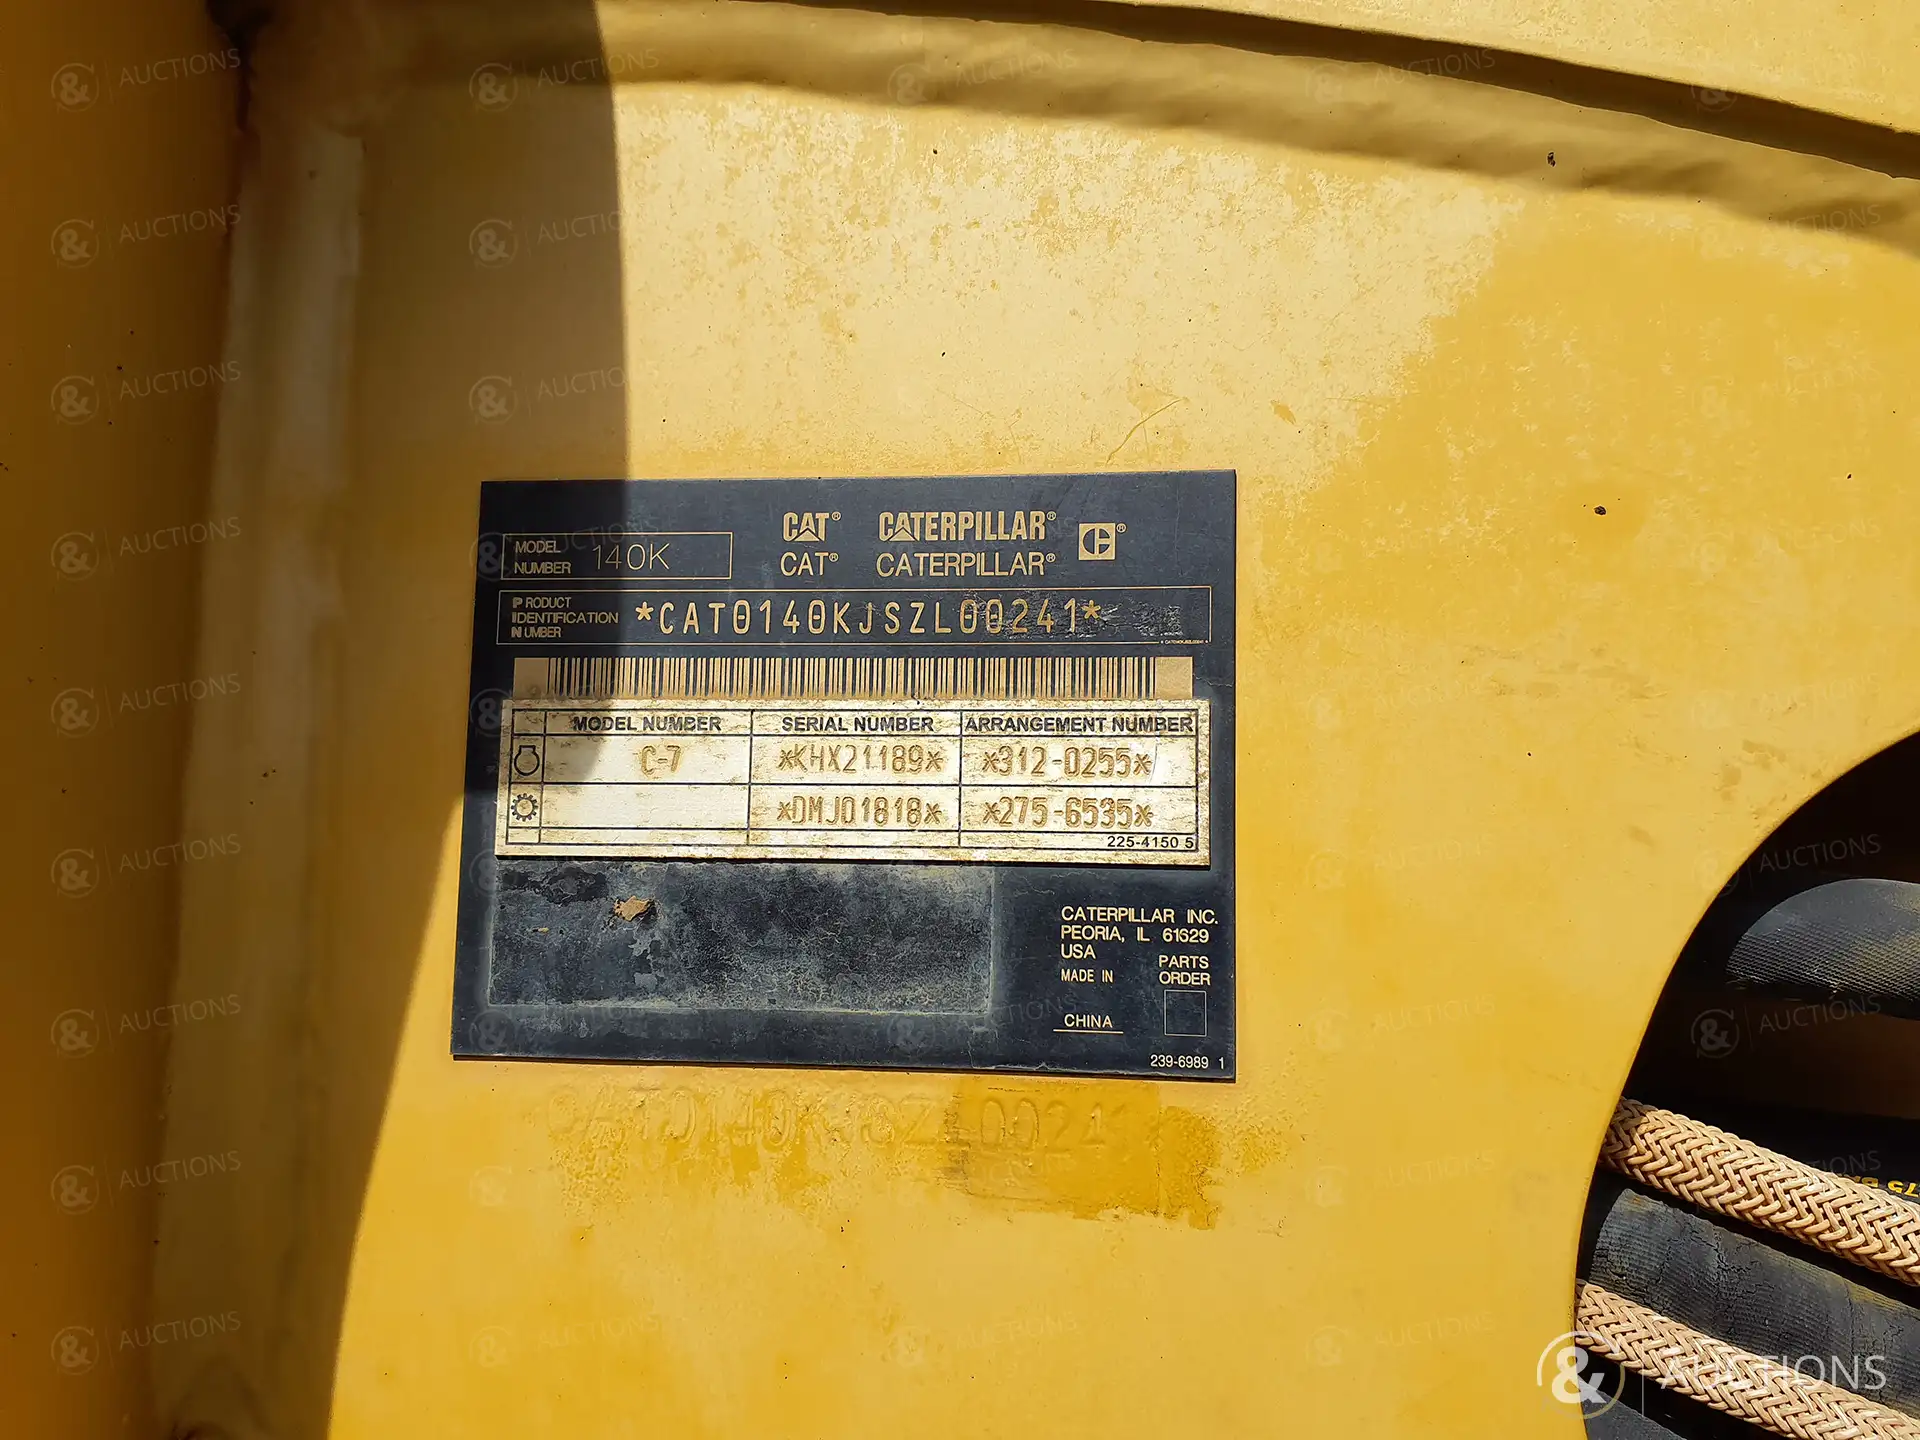 CAT® CATERPILLAR® ®
CAT® CATERPILLAR®
MODEL NUMBER 140K
PRODUCT IDENTIFICATION NUMBER *CAT0140KJSZL00241*
MODEL NUMBER SERIAL NUMBER ARRANGEMENT NUMBER
C-7 *KHX21189* *312-0255*
*DMJ01818* *275-6535*
225-4150 5
CATERPILLAR INC.
PEORIA, IL 61629
USA
MADE IN
CHINA
PARTS
ORDER
239-6989 1
CAT0140KJSZL00241
& AUCTIONS